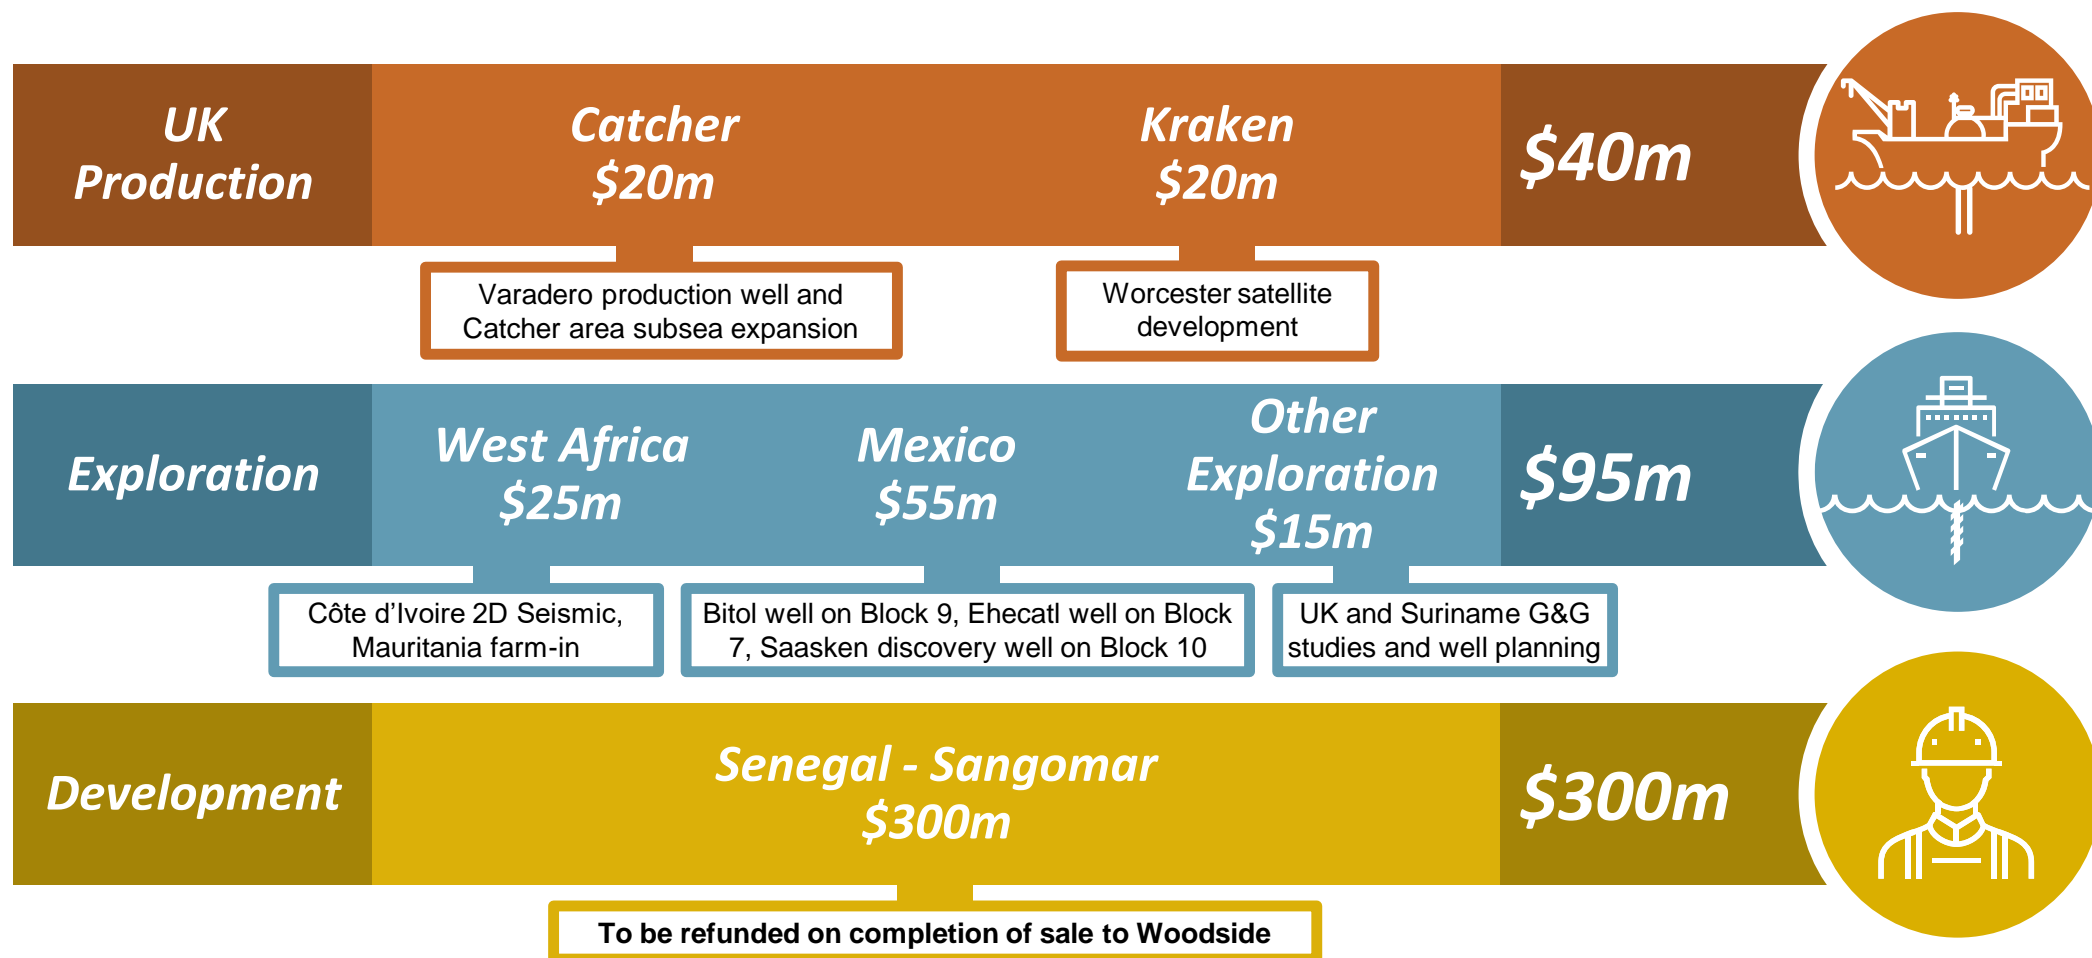 UK
Production
Catcher
$20m
Kraken
$20m
$40m
Varadero production well and
Catcher area subsea expansion
Worcester satellite
development
Exploration
West Africa
$25m
Mexico
$55m
Other
Exploration
$15m
$95m
Côte d’Ivoire 2D Seismic,
Mauritania farm-in
Bitol well on Block 9, Ehecatl well on Block
7, Saasken discovery well on Block 10
UK and Suriname G&G
studies and well planning
Development
Senegal - Sangomar
$300m
$300m
To be refunded on completion of sale to Woodside